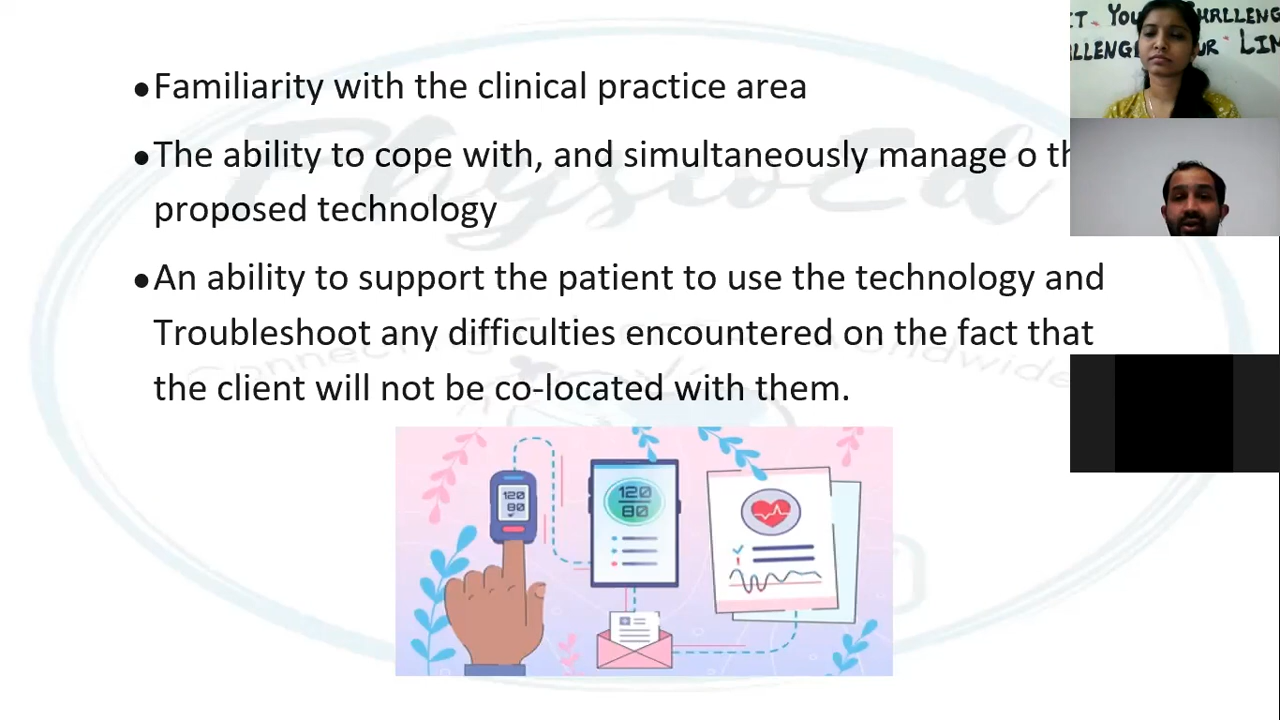 •Familiarity with the clinical practice area
•The ability to cope with, and simultaneously manage o th
proposed technology
•An ability to support the patient to use the technology and
Troubleshoot any difficulties encountered on the fact that
the client will not be co-located with them.
120
80
120
80